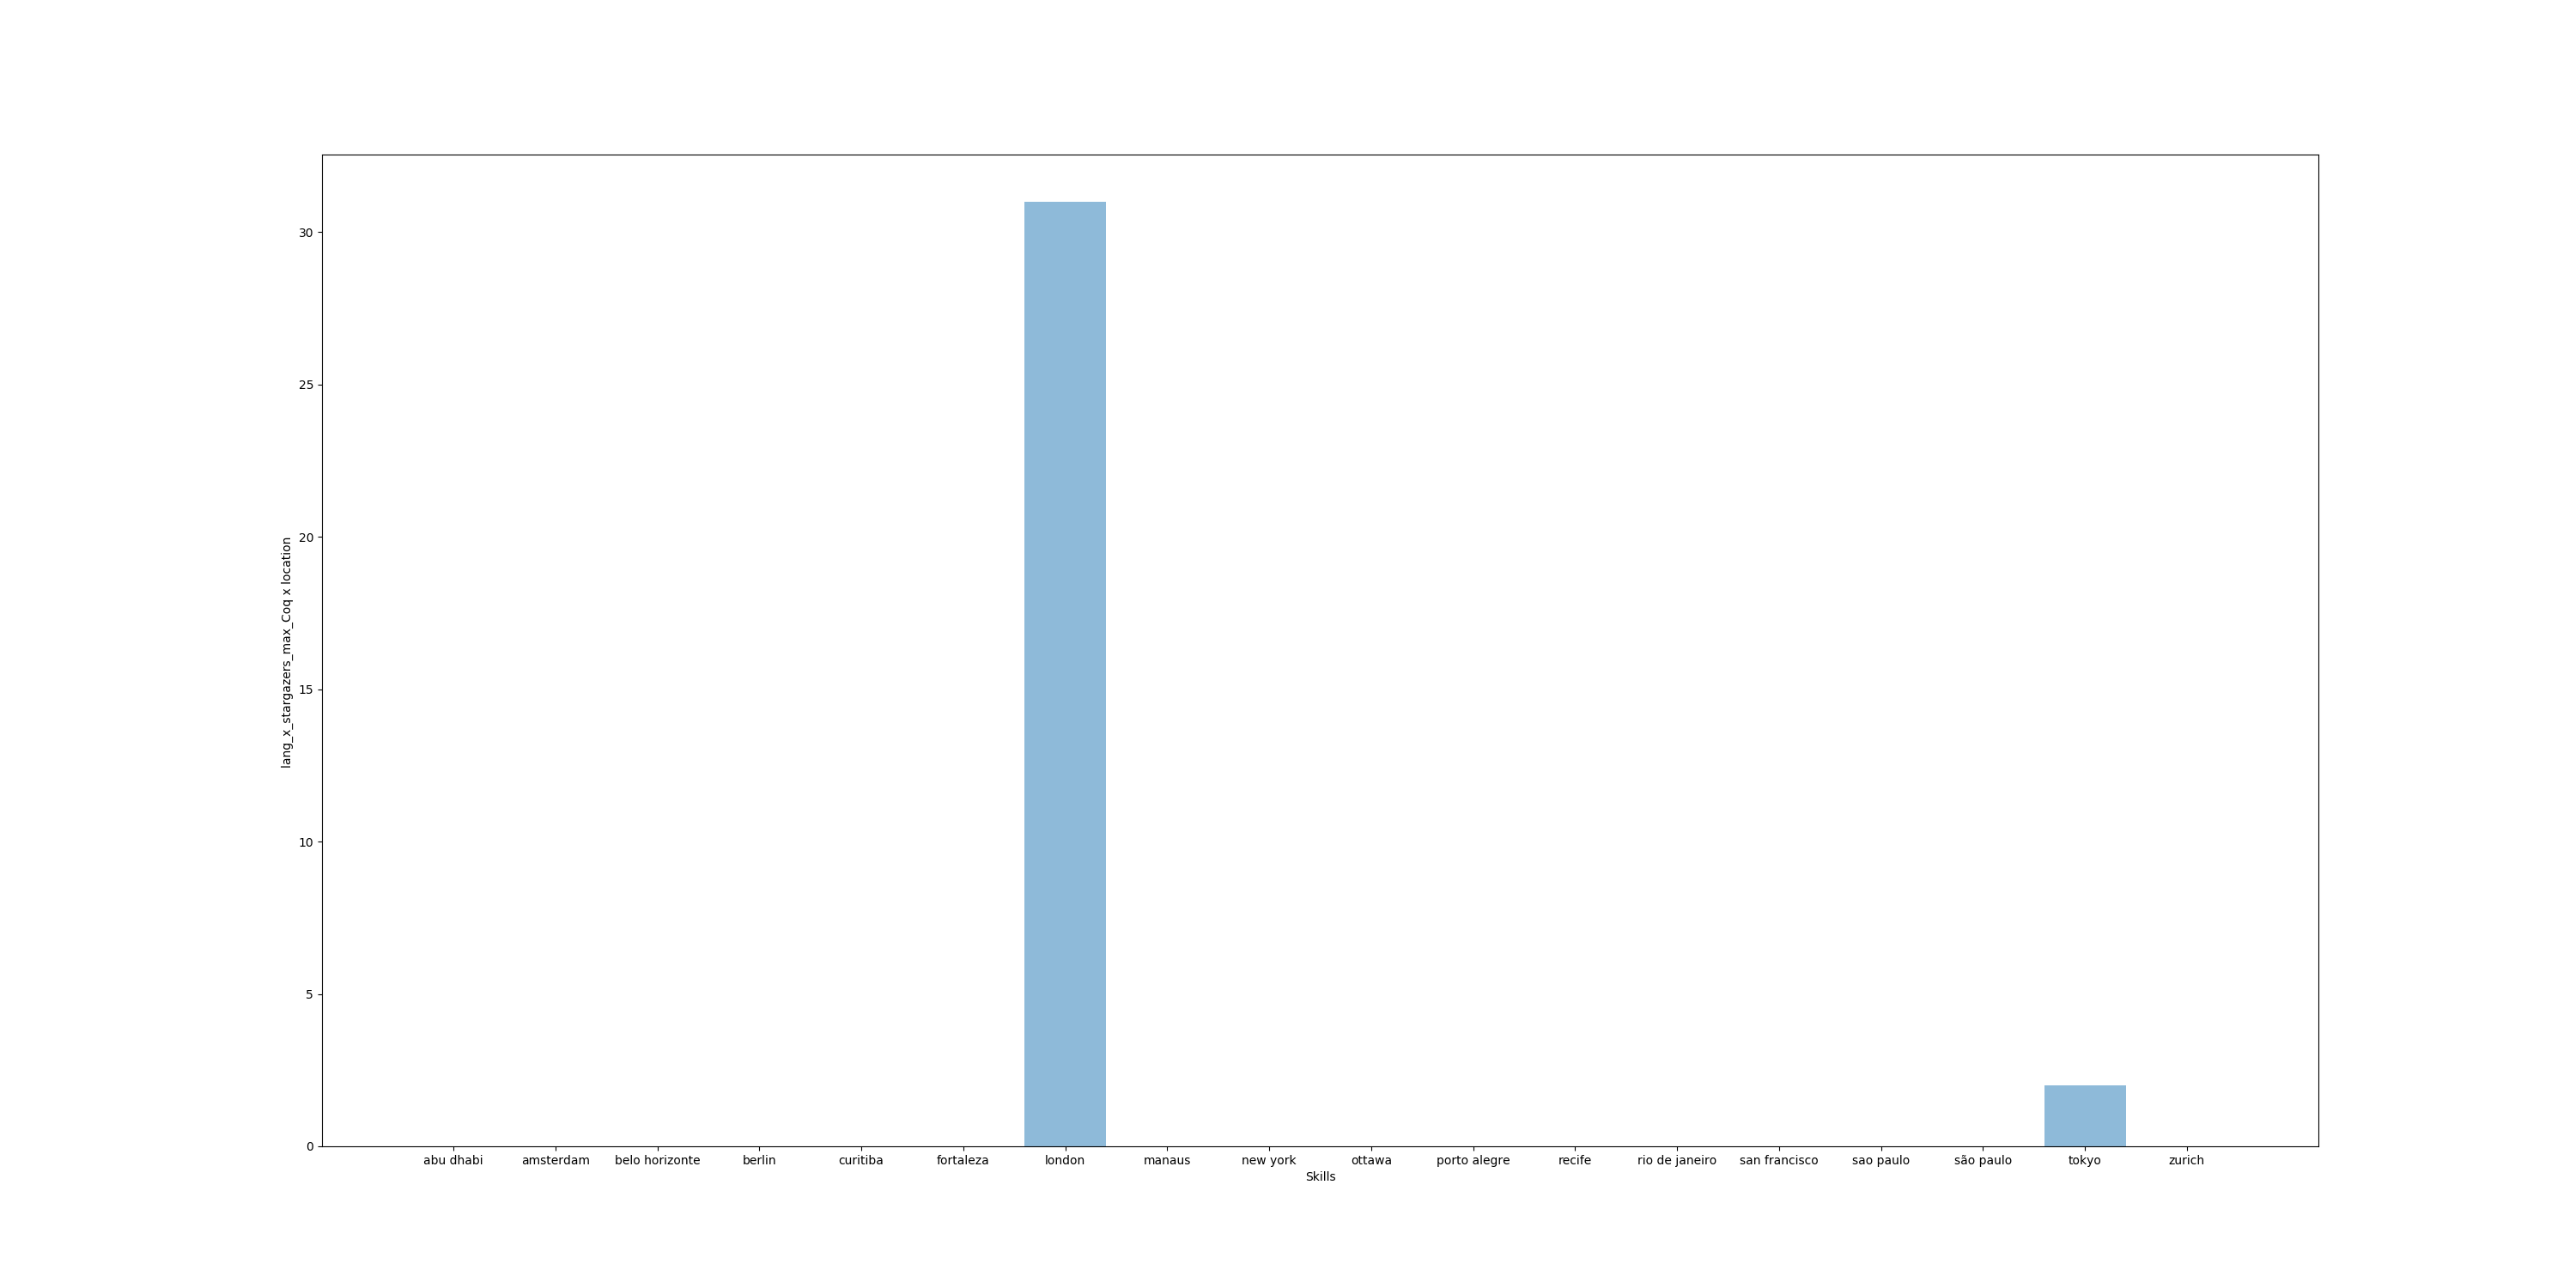 lang_x_stargazers_max_Coq x location
30
25
20
15
10
5
0
abu dhabi amsterdam belo horizonte berlin curitiba fortaleza london manaus new york ottawa porto alegre recife rio de janeiro san francisco sao paulo são paulo tokyo zurich
Skills